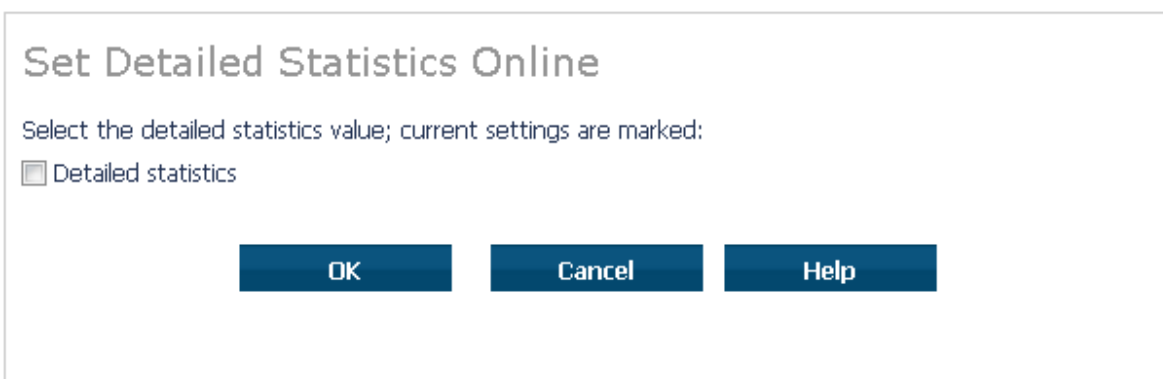 Set Detailed Statistics Online
Select the detailed statistics value; current settings are marked:
Detailed statistics
OK Cancel Help